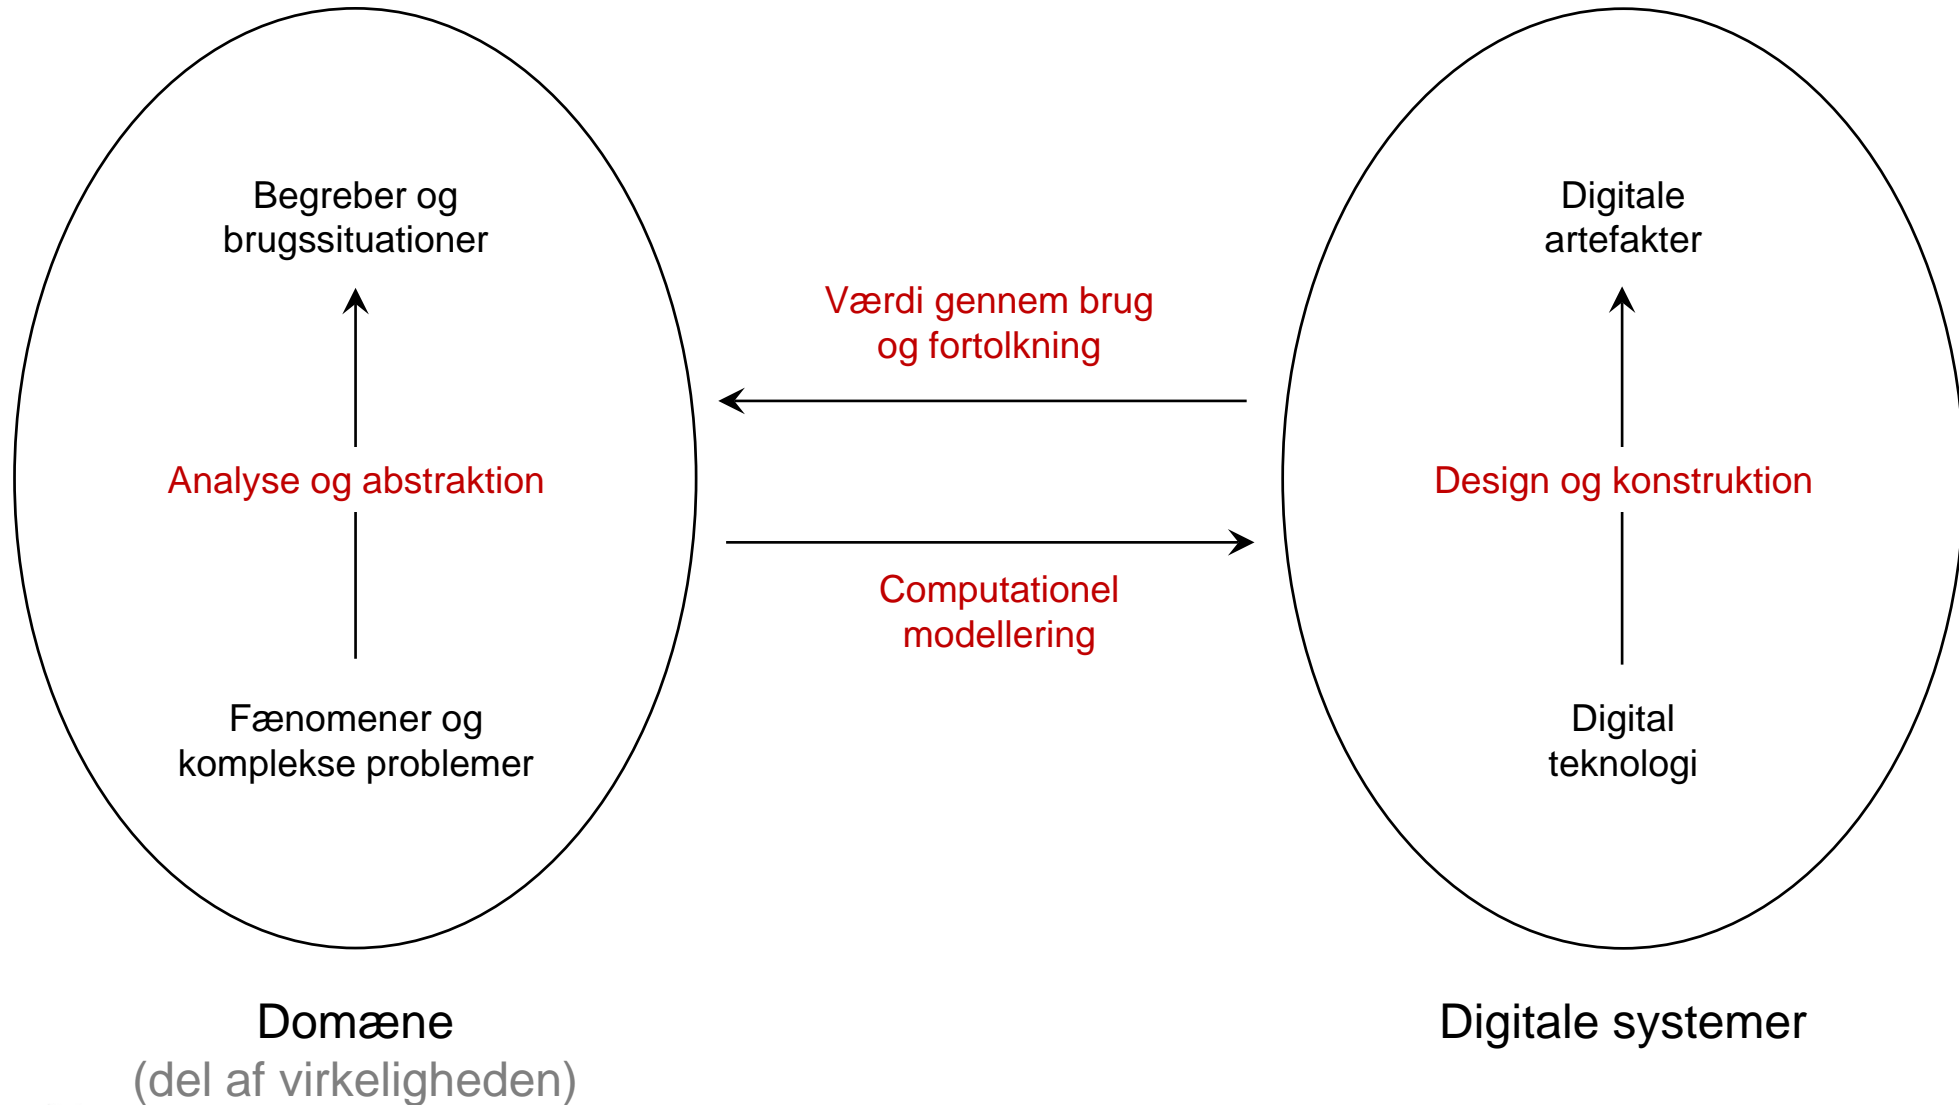 Begreber og
brugssituationer
Analyse og abstraktion
Fænomener og
komplekse problemer
Domæne
(del af virkeligheden)
Værdi gennem brug
og fortolkning
Computationel
modellering
Digitale
artefakter
Design og konstruktion
Digital
teknologi
Digitale systemer